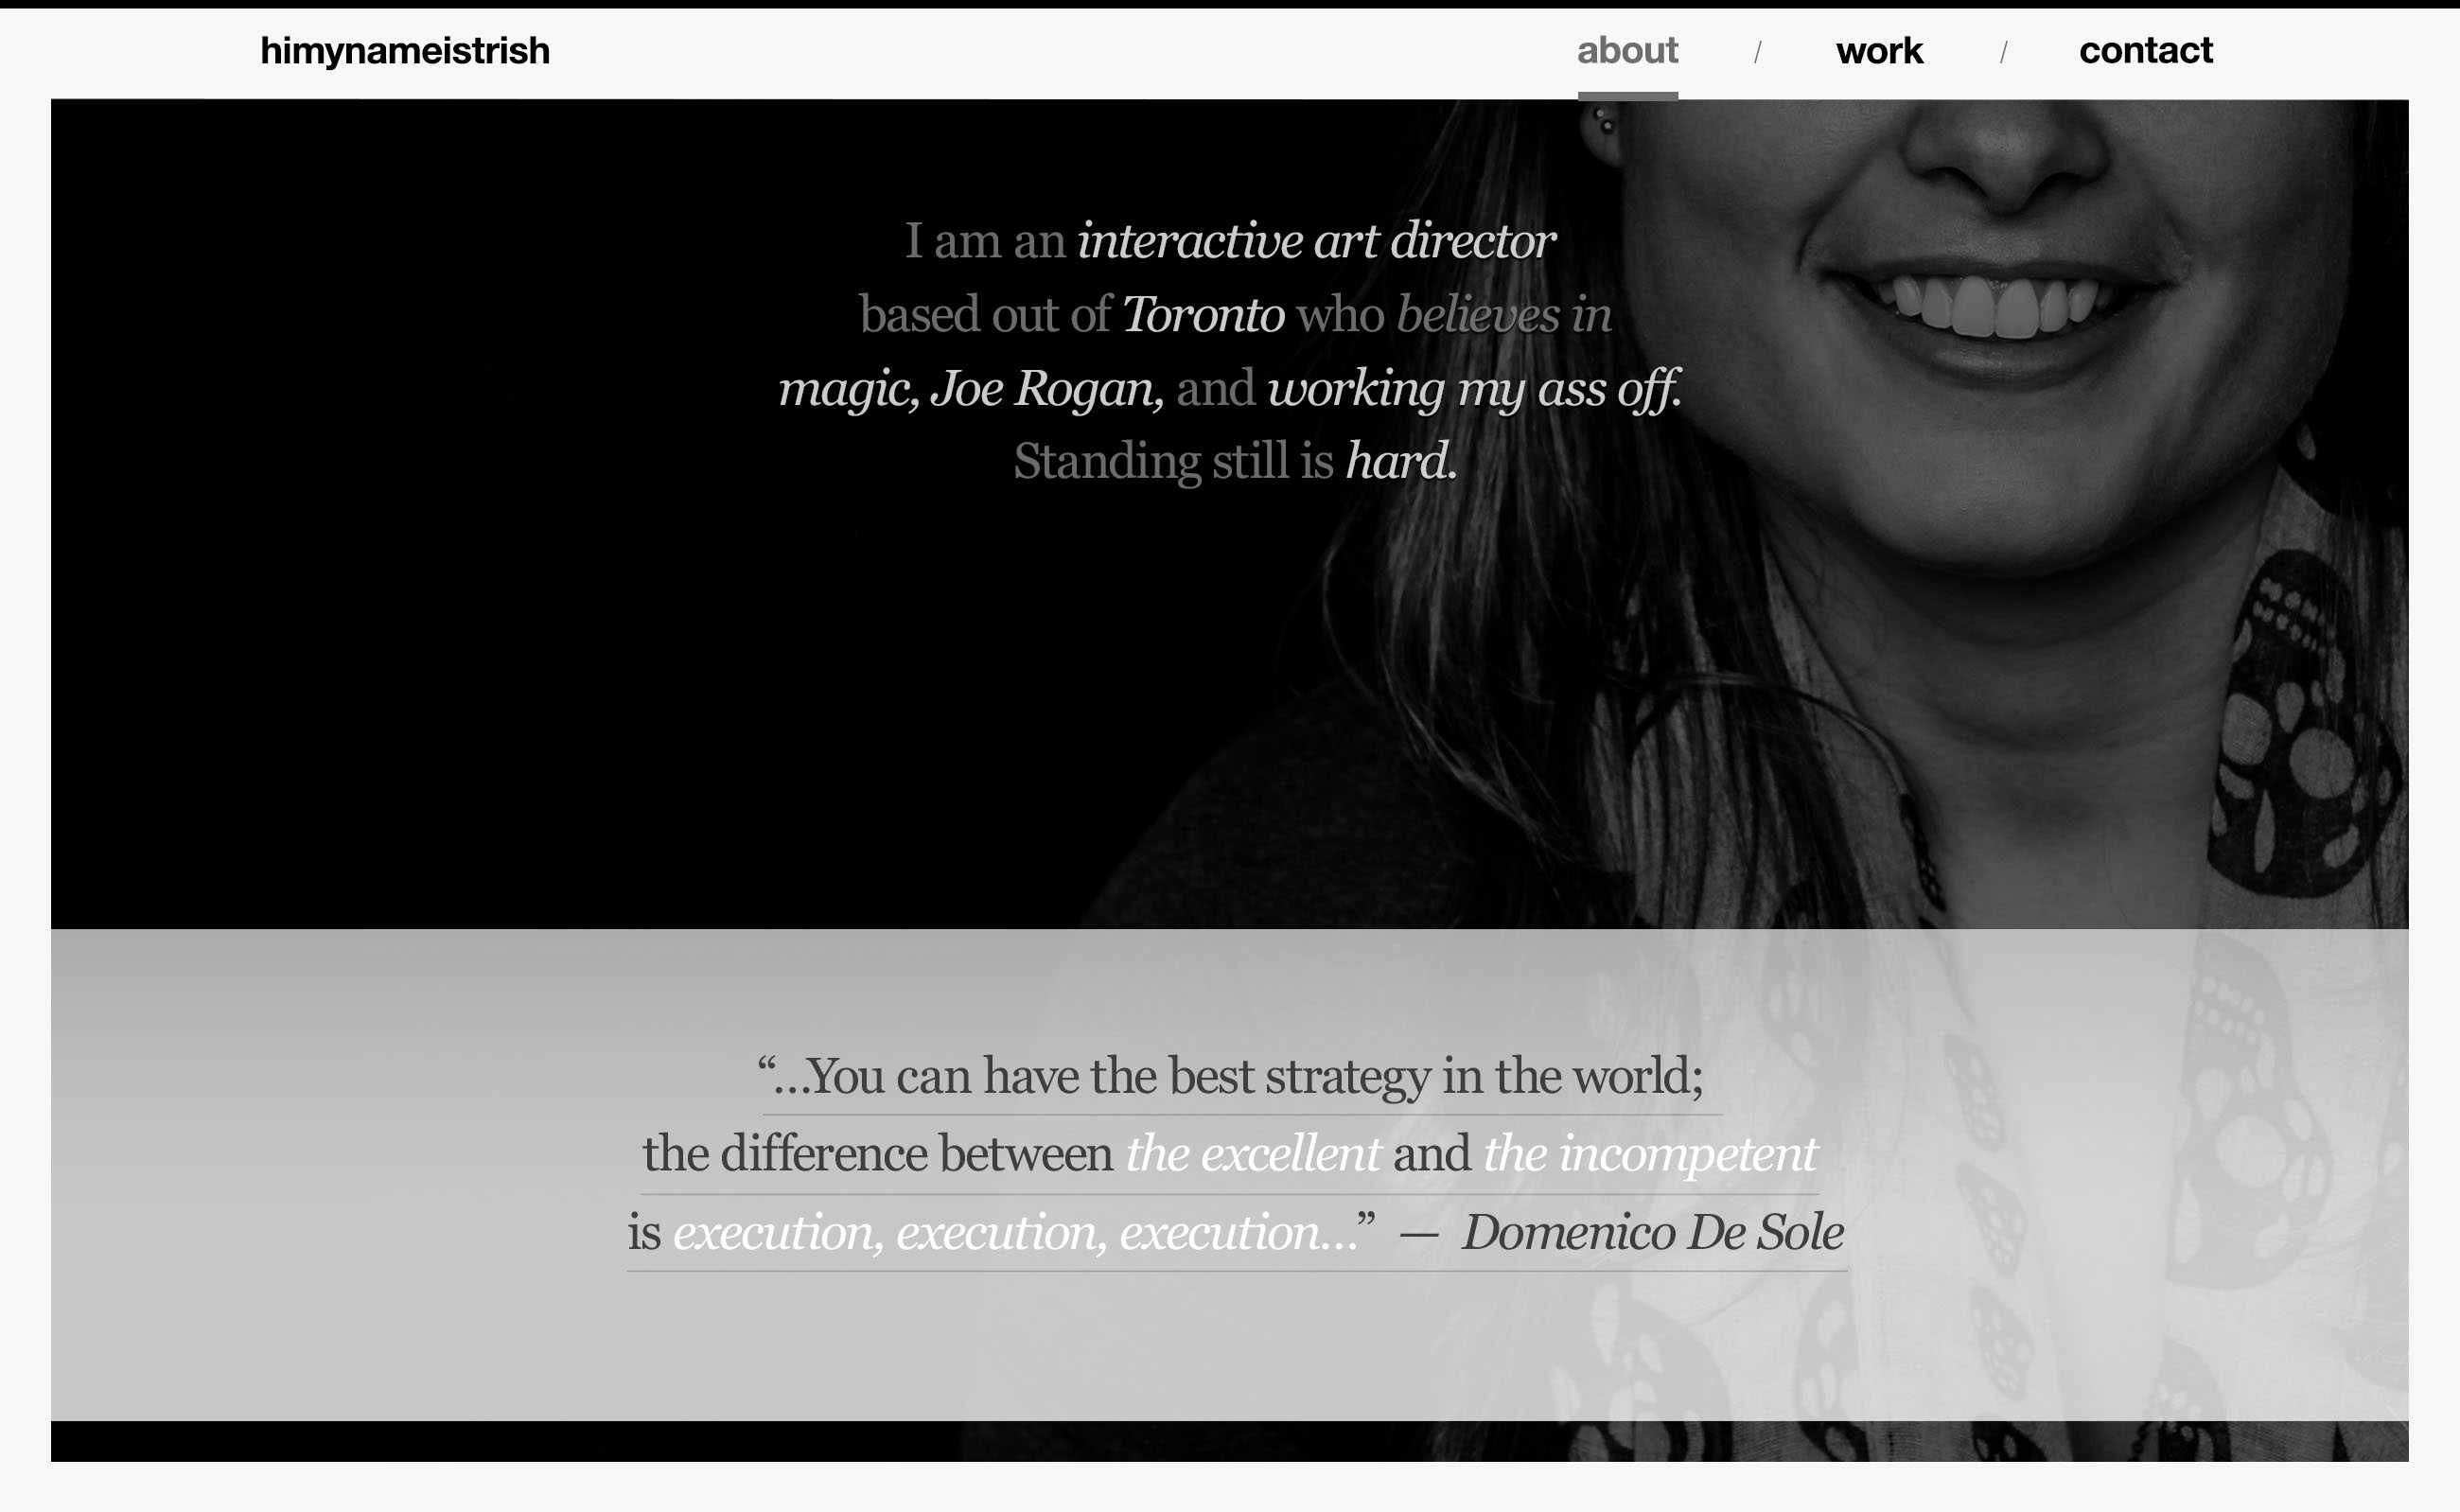 himynameistrish
about / work / contact
I am an interactive art director
based out of Toronto who believes in
magic, Joe Rogan, and working my ass off.
Standing still is hard.
“...You can have the best strategy in the world;
the difference between the excellent and the incompetent
is execution, execution, execution...” — Domenico De Sole